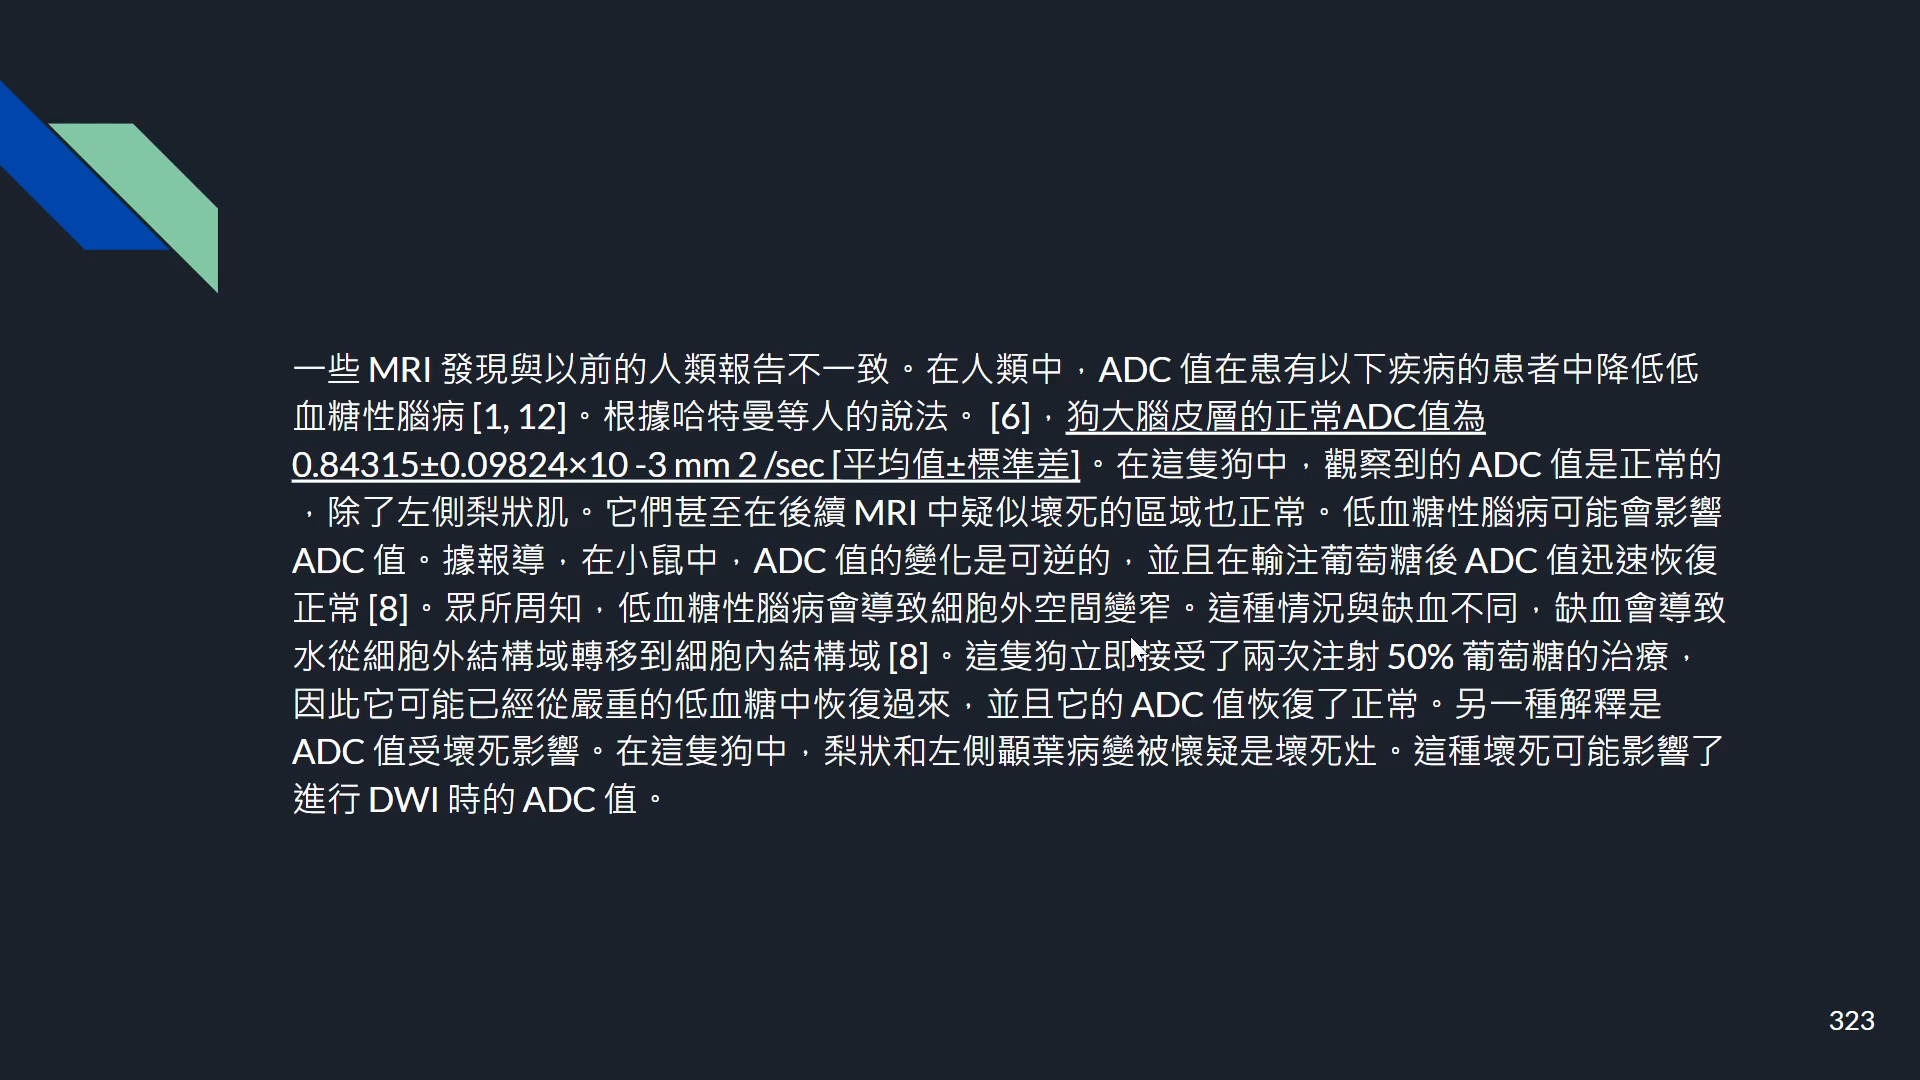 一些 MRI 發現與以前的人類報告不一致。在人類中，ADC 值在患有以下疾病的患者中降低低
血糖性腦病 [1, 12]。根據哈特曼等人的說法。 [6]，狗大腦皮層的正常ADC值為
0.84315±0.09824×10 -3 mm 2 /sec [平均值±標準差]。在這隻狗中，觀察到的 ADC 值是正常的
，除了左側梨狀肌。它們甚至在後續 MRI 中疑似壞死的區域也正常。低血糖性腦病可能會影響
ADC 值。據報導，在小鼠中，ADC 值的變化是可逆的，並且在輸注葡萄糖後 ADC 值迅速恢復
正常 [8]。眾所周知，低血糖性腦病會導致細胞外空間變窄。這種情況與缺血不同，缺血會導致
水從細胞外結構域轉移到細胞內結構域 [8]。這隻狗立即接受了兩次注射 50% 葡萄糖的治療，
因此它可能已經從嚴重的低血糖中恢復過來，並且它的 ADC 值恢復了正常。另一種解釋是
ADC 值受壞死影響。在這隻狗中，梨狀和左側顳葉病變被懷疑是壞死灶。這種壞死可能影響了
進行 DWI 時的 ADC 值。
323